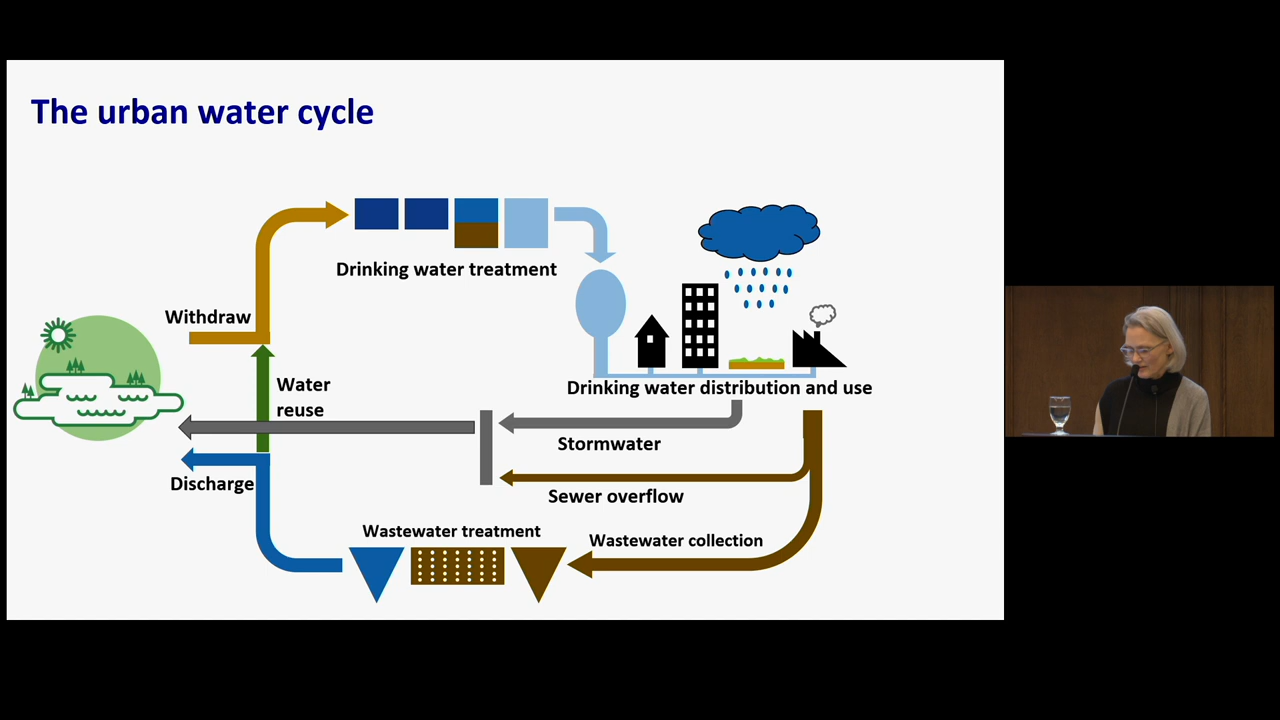 The urban water cycle
Drinking water treatment
Withdraw
Water
reuse
Drinking water distribution and use
Stormwater
Discharge
Sewer overflow
Wastewater treatment
Wastewater collection